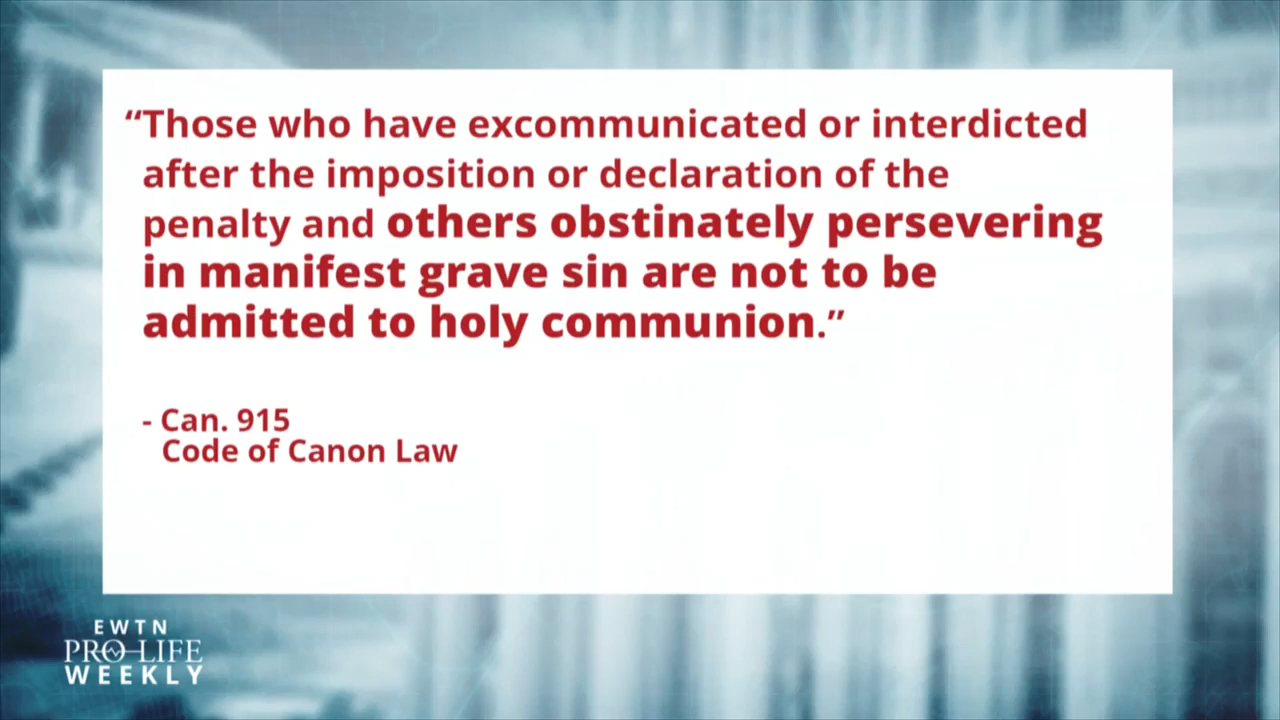 “Those who have excommunicated or interdicted
after the imposition or declaration of the
penalty and others obstinately persevering
in manifest grave sin are not to be
admitted to holy communion.”
- Can. 915
Code of Canon Law
EWTN
PRO-LIFE
WEEKLY